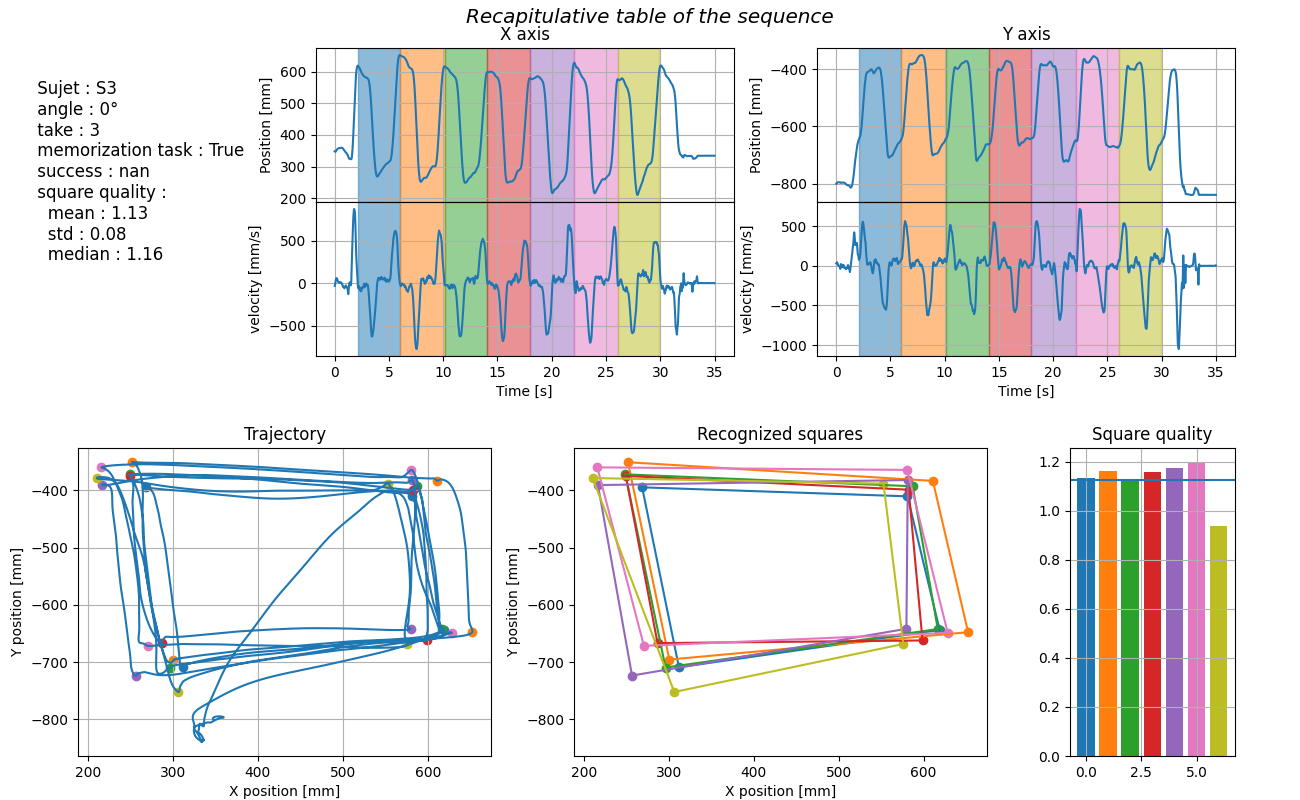 Recapitulative table of the sequence
Sujet : S3
angle : 0°
take : 3
memorization task : True
success : nan
square quality :
mean : 1.13
std : 0.08
median : 1.16
X axis
Position [mm]
600
500
400
300
200
velocity [mm/s]
500
0
−500
0 5 10 15 20 25 30 35
Time [s]
Y axis
Position [mm]
−400
−600
−800
velocity [mm/s]
500
0
−500
−1000
0 5 10 15 20 25 30 35
Time [s]
Trajectory
Y position [mm]
−400
−500
−600
−700
−800
200 300 400 500 600
X position [mm]
Recognized squares
Y position [mm]
−400
−500
−600
−700
−800
200 300 400 500 600
X position [mm]
Square quality
1.2
1.0
0.8
0.6
0.4
0.2
0.0
0.0 2.5 5.0